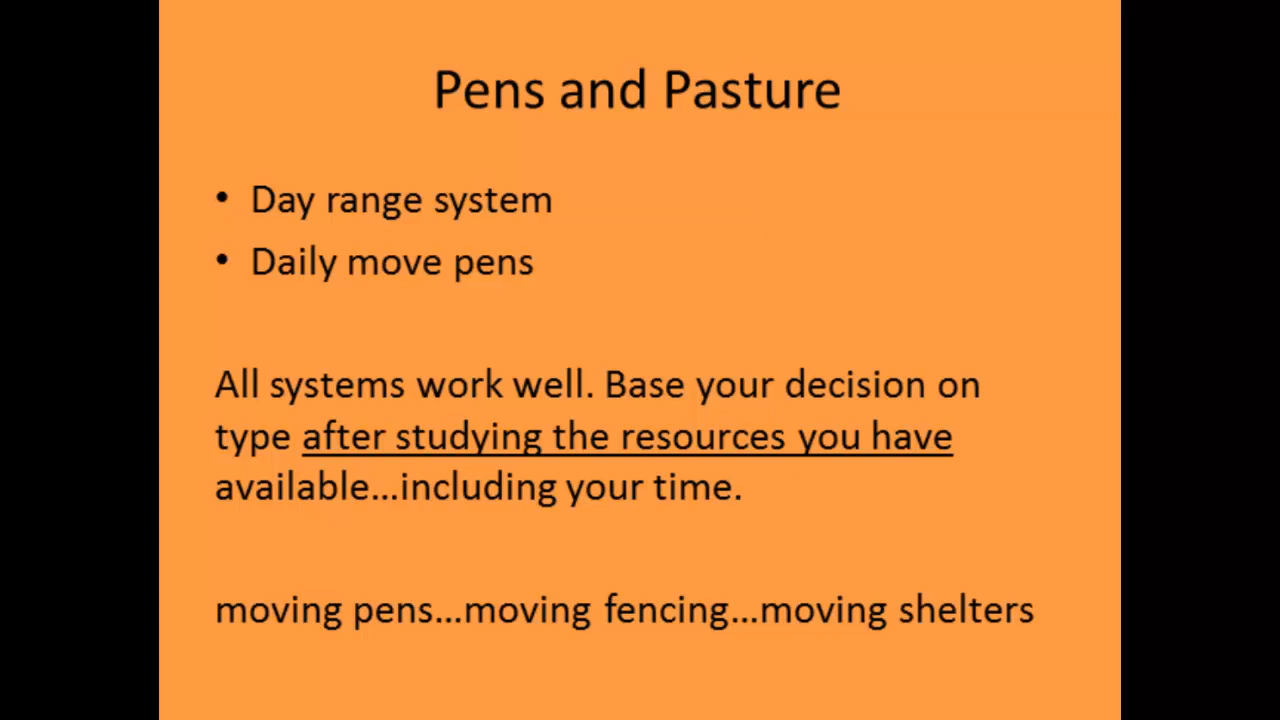 Pens and Pasture
• Day range system
• Daily move pens
All systems work well. Base your decision on
type after studying the resources you have
available…including your time.
moving pens…moving fencing…moving shelters